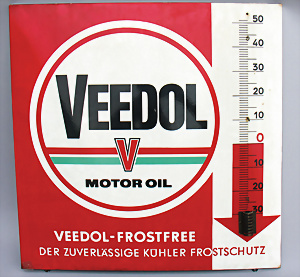 VEEDOL
V
MOTOR OIL
VEEDOL-FROSTFREE
DER ZUVERLÄSSIGE KÜHLER FROSTSCHUTZ
50
40
30
20
10
0
10
20
30